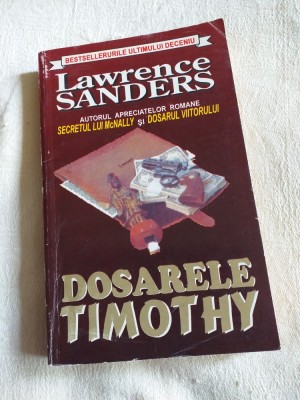 BESTSELLERURILE ULTIMULUI DECENIU
Lawrence
SANDERS
AUTORUL APRECIATELOR ROMANE
SECRETUL LUI McNALLY ȘI DOSARUL VIITORULUI
DOSARELE
TIMOTHY